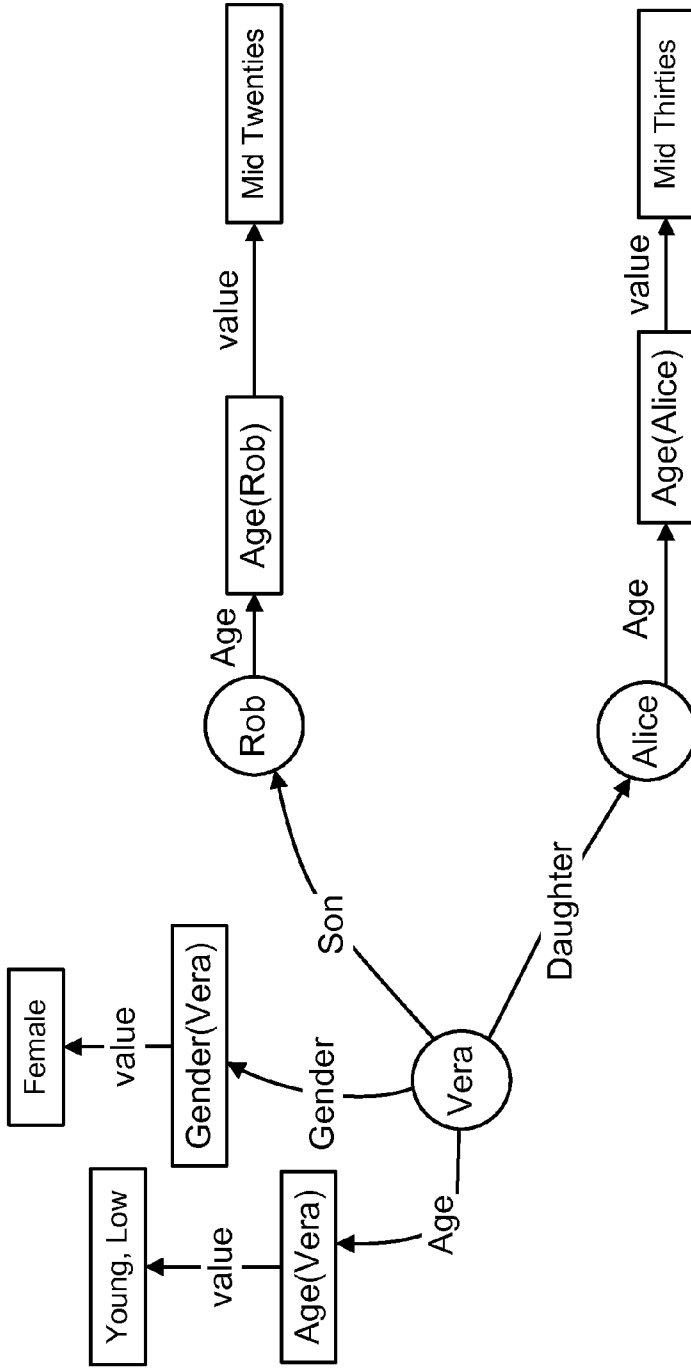 Young, Low
value
Age(Vera)
Age
Female
value
Gender(Vera)
Gender
Vera
Son
Rob
Age
Age(Rob)
value
Mid Twenties
Daughter
Alice
Age
Age(Alice)
value
Mid Thirties